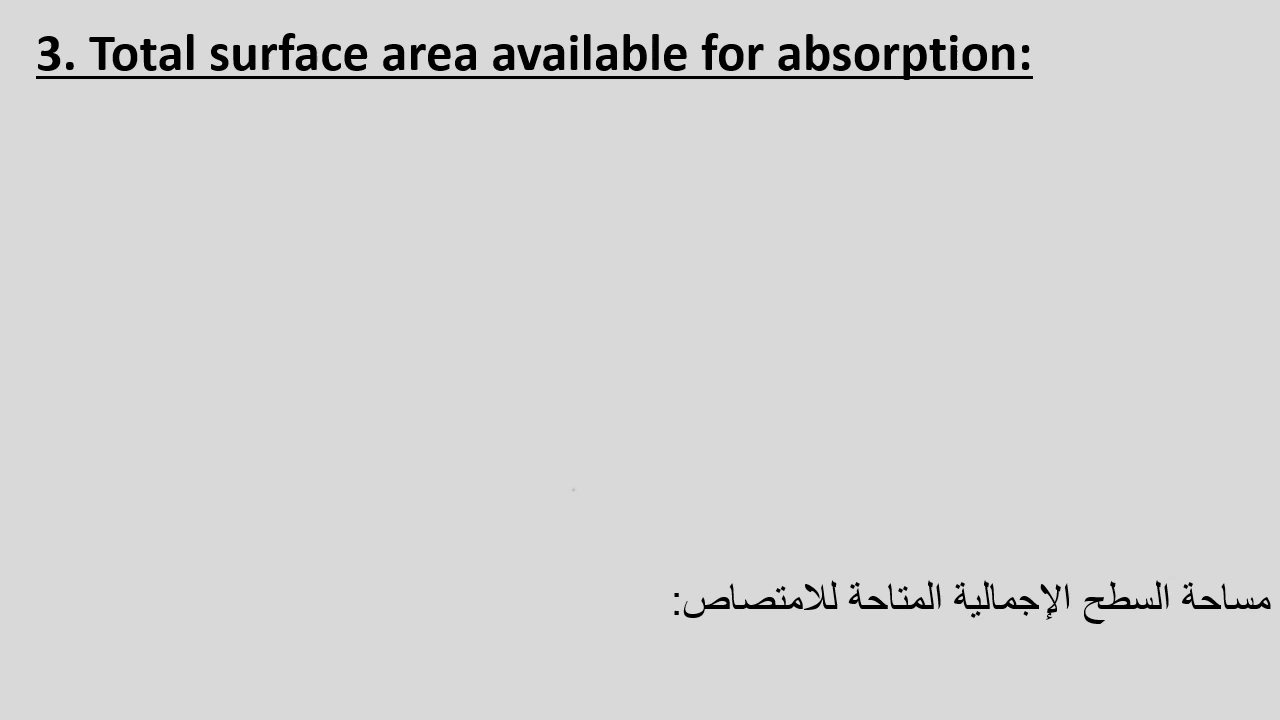 3. Total surface area available for absorption:
مساحة السطح الإجمالية المتاحة للامتصاص: